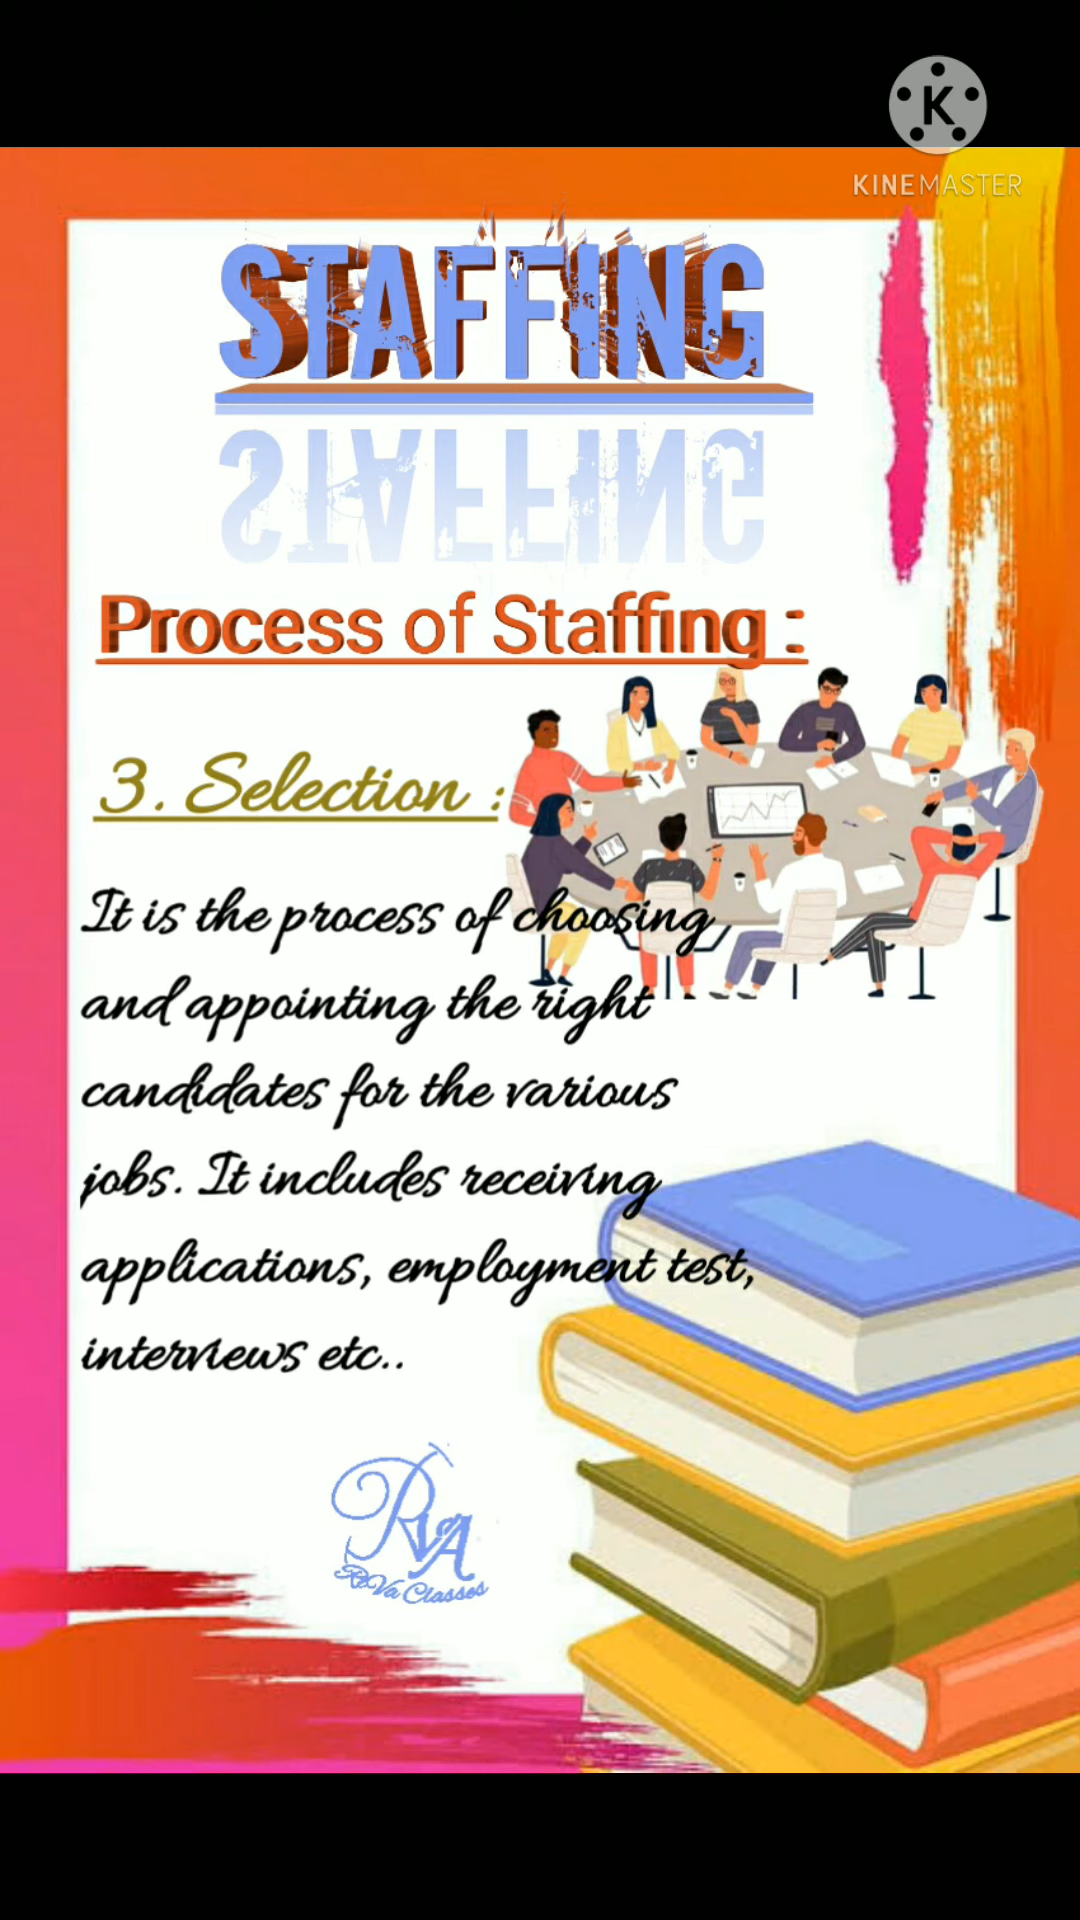 K
KINEMASTER
STAFFING
STAFFING
Process of Staffing :
3. Selection :
It is the process of choosing
and appointing the right
candidates for the various
jobs. It includes receiving
applications, employment test,
interviews etc..
RVA
ReVa Classes